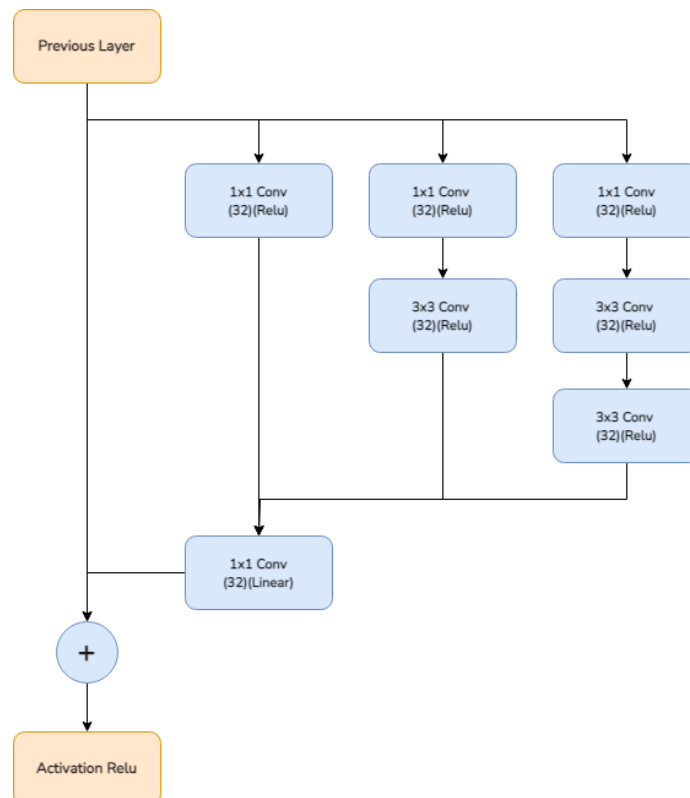 Previous Layer
1x1 Conv
(32)(Relu)
1x1 Conv
(32)(Relu)
1x1 Conv
(32)(Relu)
3x3 Conv
(32)(Relu)
3x3 Conv
(32)(Relu)
3x3 Conv
(32)(Relu)
1x1 Conv
(32)(Linear)
+
Activation Relu